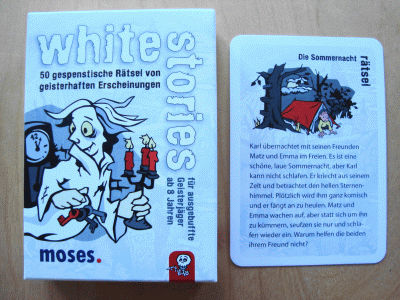 white
stories
50 gespenstische Rätsel von
geisterhaften Erscheinungen
für ausgebuffte
Geisterjäger
ab 8 Jahren
moses.
Die Sommernacht
rätsel
Karl übernachtet mit seinen Freunden
Matz und Emma im Freien. Es ist eine
schöne, laue Sommernacht, aber Karl
kann nicht schlafen. Er kriecht aus seinem
Zelt und betrachtet den hellen Sternen-
himmel. Plötzlich wird ihm ganz komisch
und er fängt an zu heulen. Matz und
Emma wachen auf, aber statt sich um ihn
zu kümmern, seufzen sie nur und schla-
fen wieder ein. Warum helfen die beiden
ihrem Freund nicht?